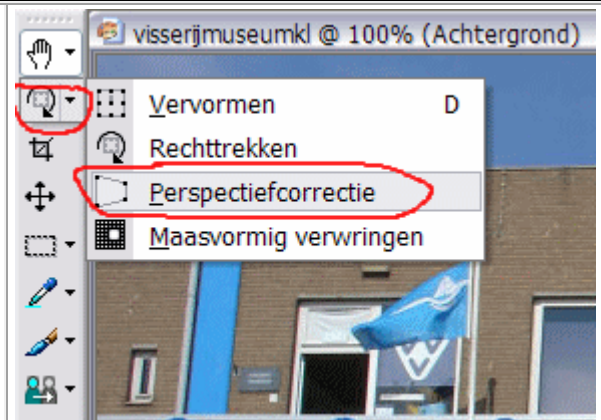 visserijmuseumkl @ 100% (Achtergrond)
Vervormen D
Rechttrekken
Perspectiefcorrectie
Maasvormig verwringen